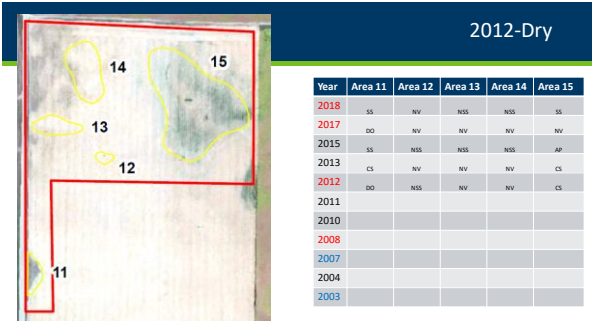 2012-Dry
14
15
13
12
11
Year Area 11 Area 12 Area 13 Area 14 Area 15
2018 SS NV NSS NSS SS
2017 DO NV NV NV NV
2015 SS NSS NSS NSS AP
2013 CS NV NV NV CS
2012 DO NSS NV NV CS
2011
2010
2008
2007
2004
2003